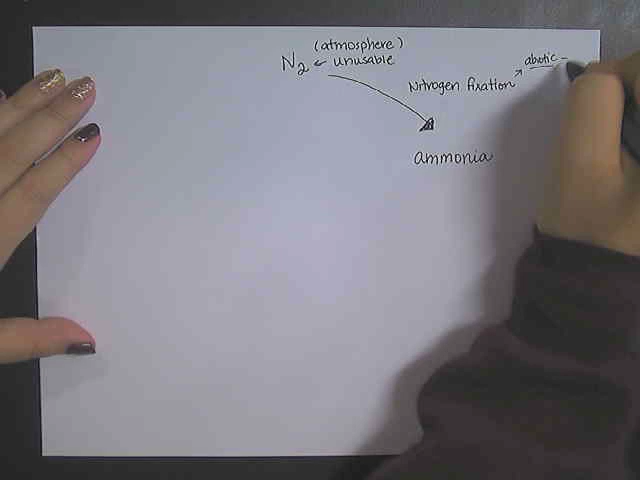 (atmosphere)
N2 ← unusable
abiotic -
Nitrogen fixation
ammonia